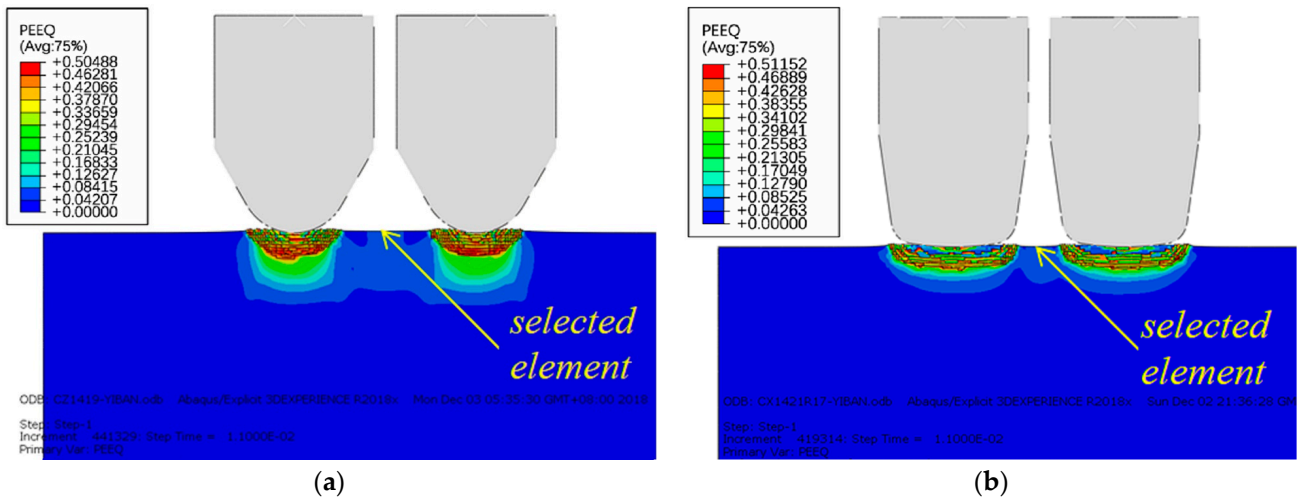 PEEQ
(Avg:75%)
+0.50488
+0.46281
+0.42066
+0.37870
+0.33659
+0.29454
+0.25239
+0.21045
+0.16833
+0.12627
+0.08415
+0.04207
+0.00000
selected
element
ODB: CZ1419-YIBAN.odb Abaqus/Explicit 3DEXPERIENCE R2018x Mon Dec 03 05:35:30 GMT+08:00 2018
Step: Step-1
Increment 441329: Step Time = 1.1000E-02
Primary Var: PEEQ
(a)
PEEQ
(Avg:75%)
+0.51152
+0.46889
+0.42628
+0.38355
+0.34102
+0.29841
+0.25583
+0.21305
+0.17049
+0.12790
+0.08525
+0.04263
+0.00000
selected
element
ODB: CX1421R17-YIBAN.odb Abaqus/Explicit 3DEXPERIENCE R2018x Sun Dec 02 21:36:28 GM
Step: Step-1
Increment 419314: Step Time = 1.1000E-02
Primary Var: PEEQ
(b)